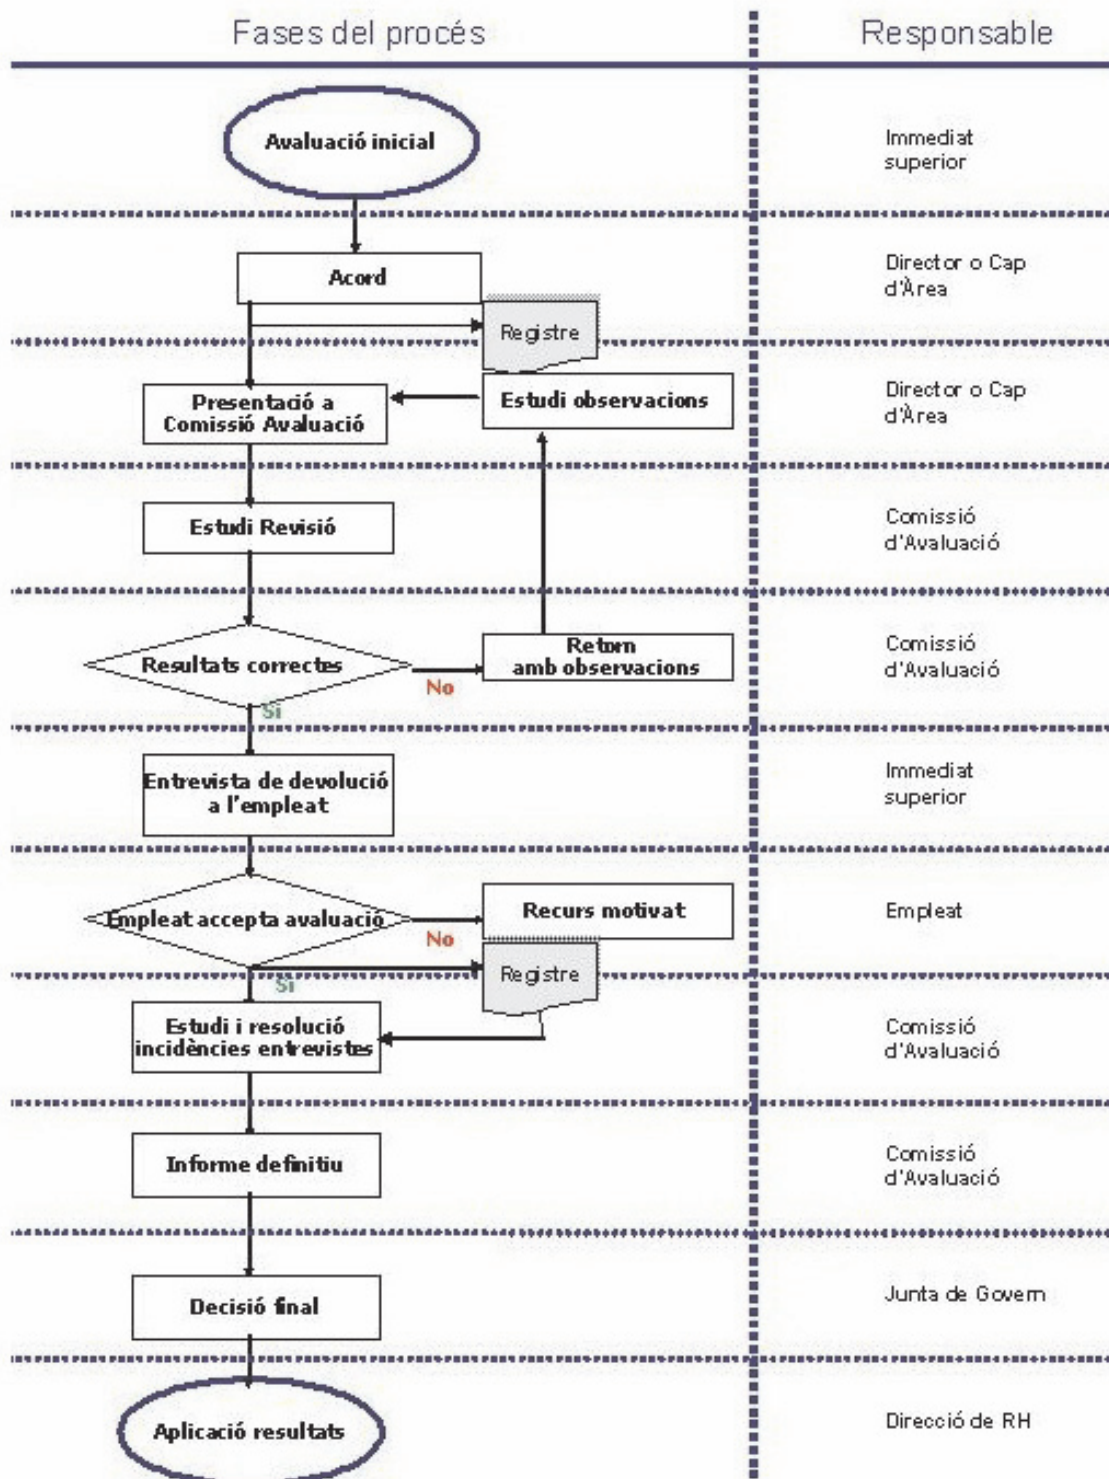 Fases del procés
Responsable
Avaluació inicial
Immediat
superior
Acord
Director o Cap
d'Àrea
Registre
Presentació a
Comissió Avaluació
Estudi observacions
Director o Cap
d'Àrea
Estudi Revisió
Comissió
d'Avaluació
Resultats correctes
No
Si
Retorn
amb observacions
Comissió
d'Avaluació
Entrevista de devolució
a l'empleat
Immediat
superior
Empleat accepta avaluació
No
Si
Recurs motivat
Empleat
Registre
Estudi i resolució
incidències entrevistes
Comissió
d'Avaluació
Informe definitiu
Comissió
d'Avaluació
Decisió final
Junta de Govern
Aplicació resultats
Direcció de RH